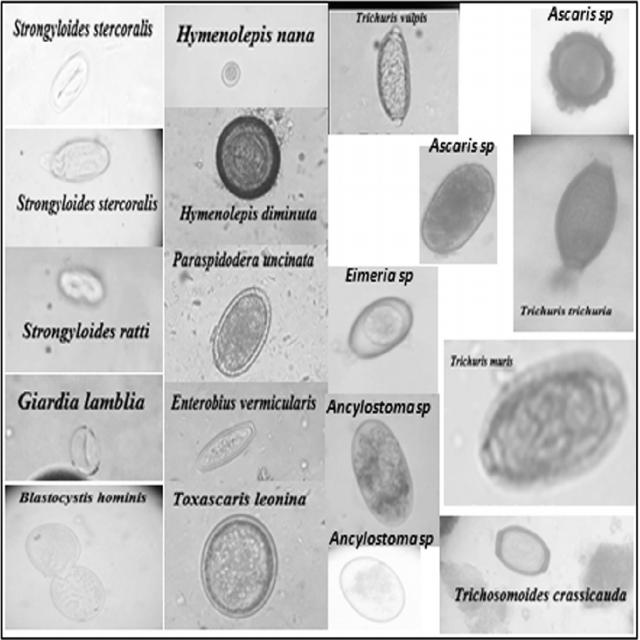 Strongyloides stercoralis
Strongyloides stercoralis
Strongyloides ratti
Giardia lamblia
Blastocystis hominis
Hymenolepis nana
Hymenolepis diminuta
Paraspidodera uncinata
Enterobius vermicularis
Toxascaris leonina
Trichuris vulpis
Ascaris sp
Ascaris sp
Trichuris trichuria
Eimeria sp
Trichuris muris
Ancylostoma sp
Ancylostoma sp
Trichosomoides crassicauda